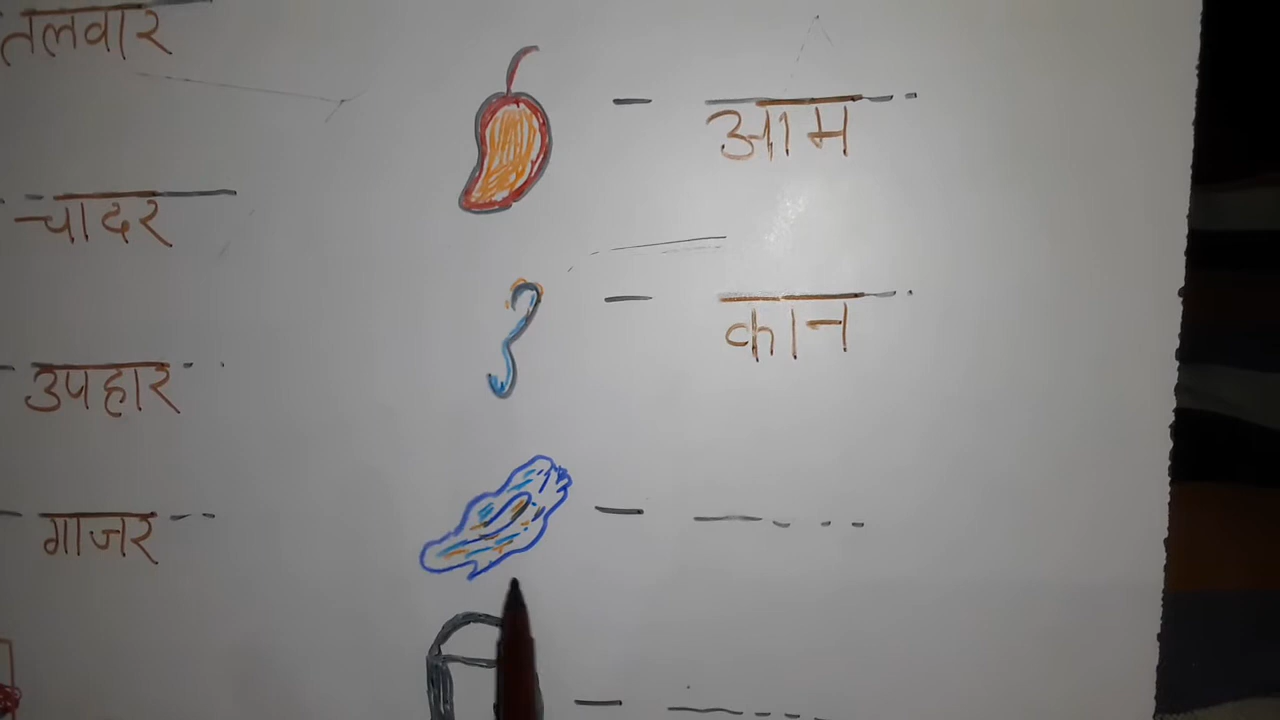 तलवार
चादर
उपहार
गाजर
आम
कान